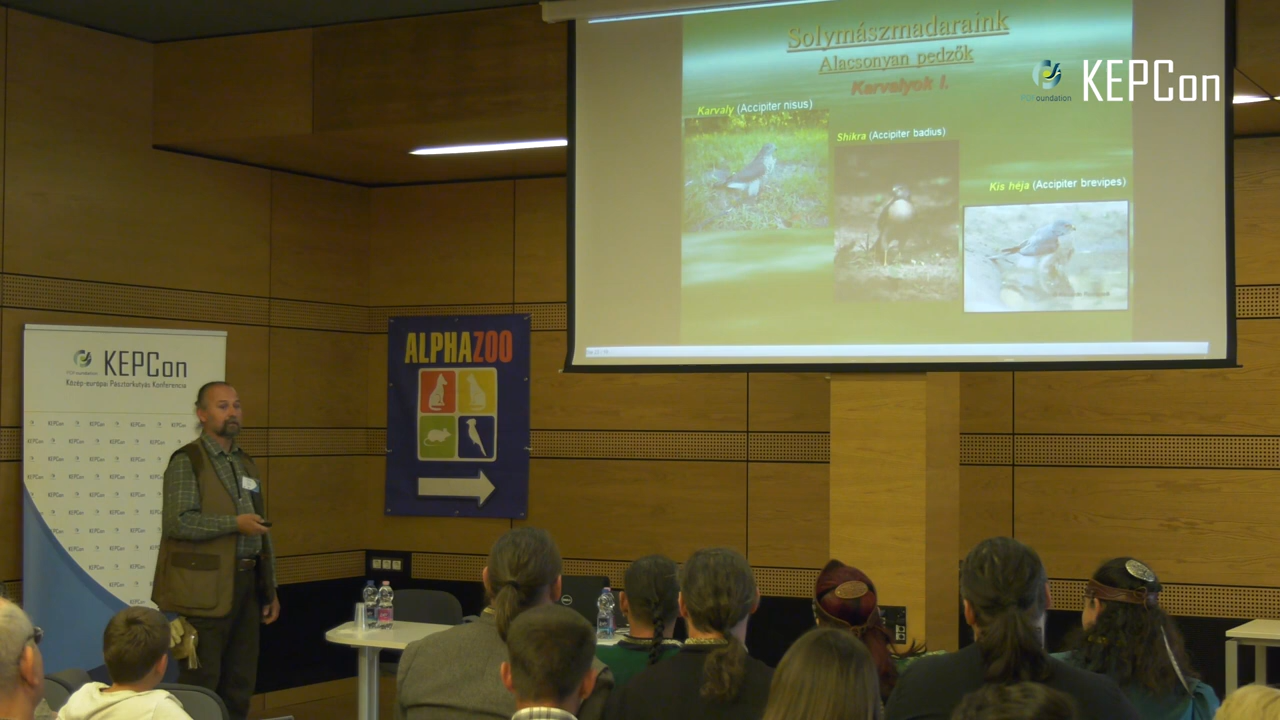 Solymászmadaraink
Alacsonyan pedzők
Karvalyok I.
Karvaly (Accipiter nisus)
Shikra (Accipiter badius)
Kis héja (Accipiter brevipes)
KEPCon
ALPHAZOO
KEPCon
Közép-európai Pásztorkutyás Konferencia